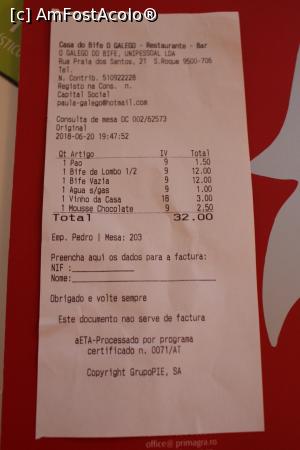 [c] AmFostAcolo®
Casa do Bife O GALEGO - Restaurante - Bar
O GALEGO DO BIFE, UNIPESSOAL LDA
Rua Praia dos Santos, 21 S.Roque 9500-706
Tel.
N. Contrib. 510922228
Registo na Cons. n.
Capital Social
paula-galego@hotmail.com
Consulta de mesa DC 002/62573
Original
2018-06-20 19:47:52
Qt Artigo IV Total
1 Pao 9 1.50
1 Bife de Lombo 1/2 9 12.00
1 Bife Vazia 9 12.00
1 Agua s/gas 9 1.00
1 Vinho da Casa 18 3.00
1 Mousse Chocolate 9 2.50
Total 32.00
Emp. Pedro | Mesa: 203
Preencha aqui os dados para a factura:
NIF :
Nome:
Obrigado e volte sempre
Este documento nao serve de factura
aETA-Processado por programa
certificado n. 0071/AT
Copyright GrupoPIE, SA
office@primagra.ro